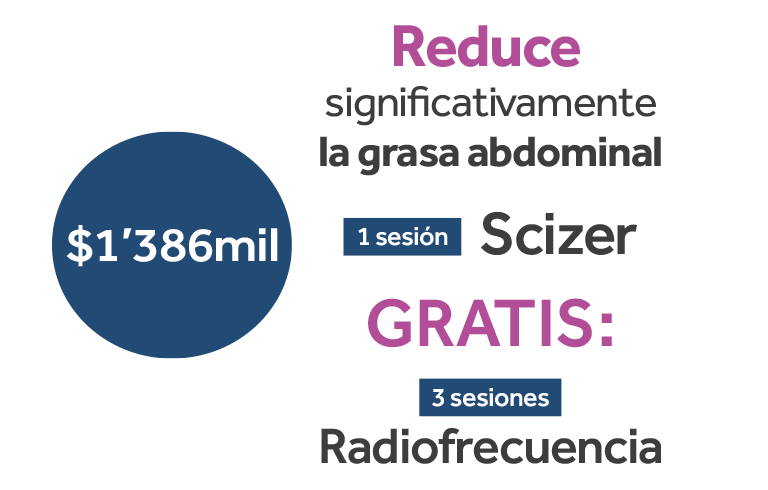 Reduce
significativamente
la grasa abdominal
$1′386mil
1 sesión Scizer
GRATIS:
3 sesiones
Radiofrecuencia